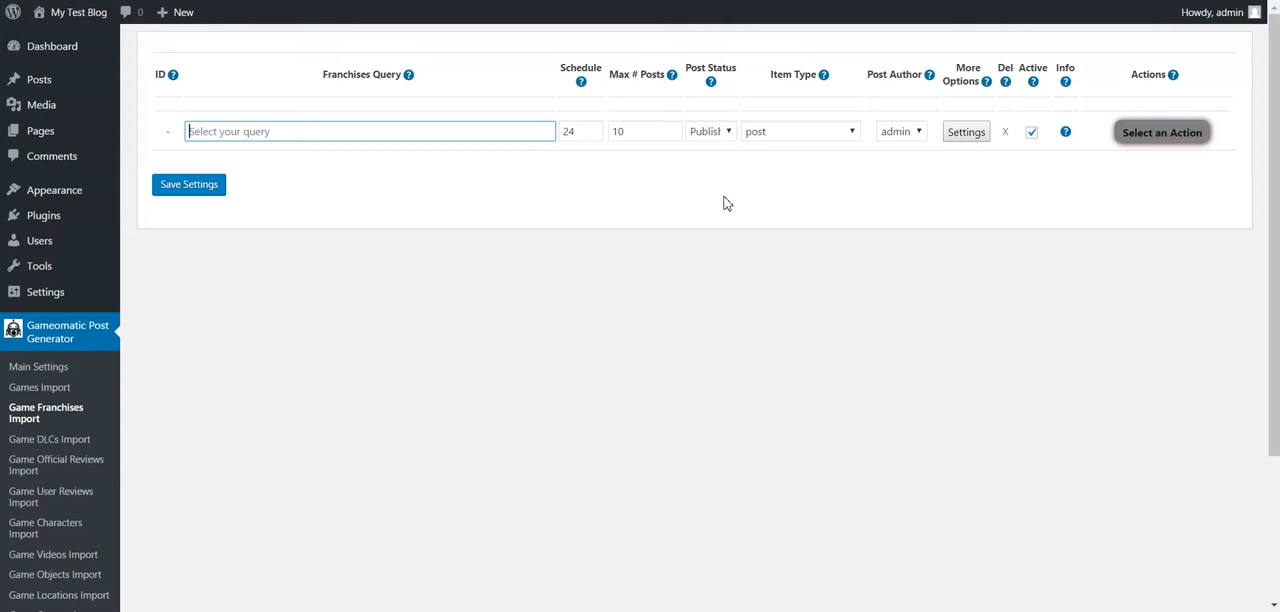 My Test Blog
0
New
Howdy, admin
Dashboard
Posts
Media
Pages
Comments
Appearance
Plugins
Users
Tools
Settings
Gameomatic Post
Generator
Main Settings
Games Import
Game Franchises
Import
Game DLCs Import
Game Official Reviews
Import
Game User Reviews
Import
Game Characters
Import
Game Videos Import
Game Objects Import
Game Locations Import
ID ?
Franchises Query ?
Schedule
?
Max # Posts ?
Post Status
?
Item Type ?
Post Author ?
More
Options ?
Del
?
Active
?
Info
?
Actions ?
-
Select your query
24
10
Publish
post
admin
Settings
X
?
Select an Action
Save Settings